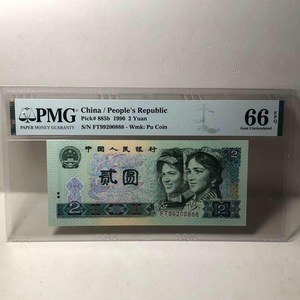 PMG
PAPER MONEY GUARANTY
China / People's Republic
Pick# 885b 1990 2 Yuan
S/N FT99200888 - Wmk: Pu Coin
66 EPQ
Gem Uncirculated
中国人民银行
贰圆
FT99200888
2
2